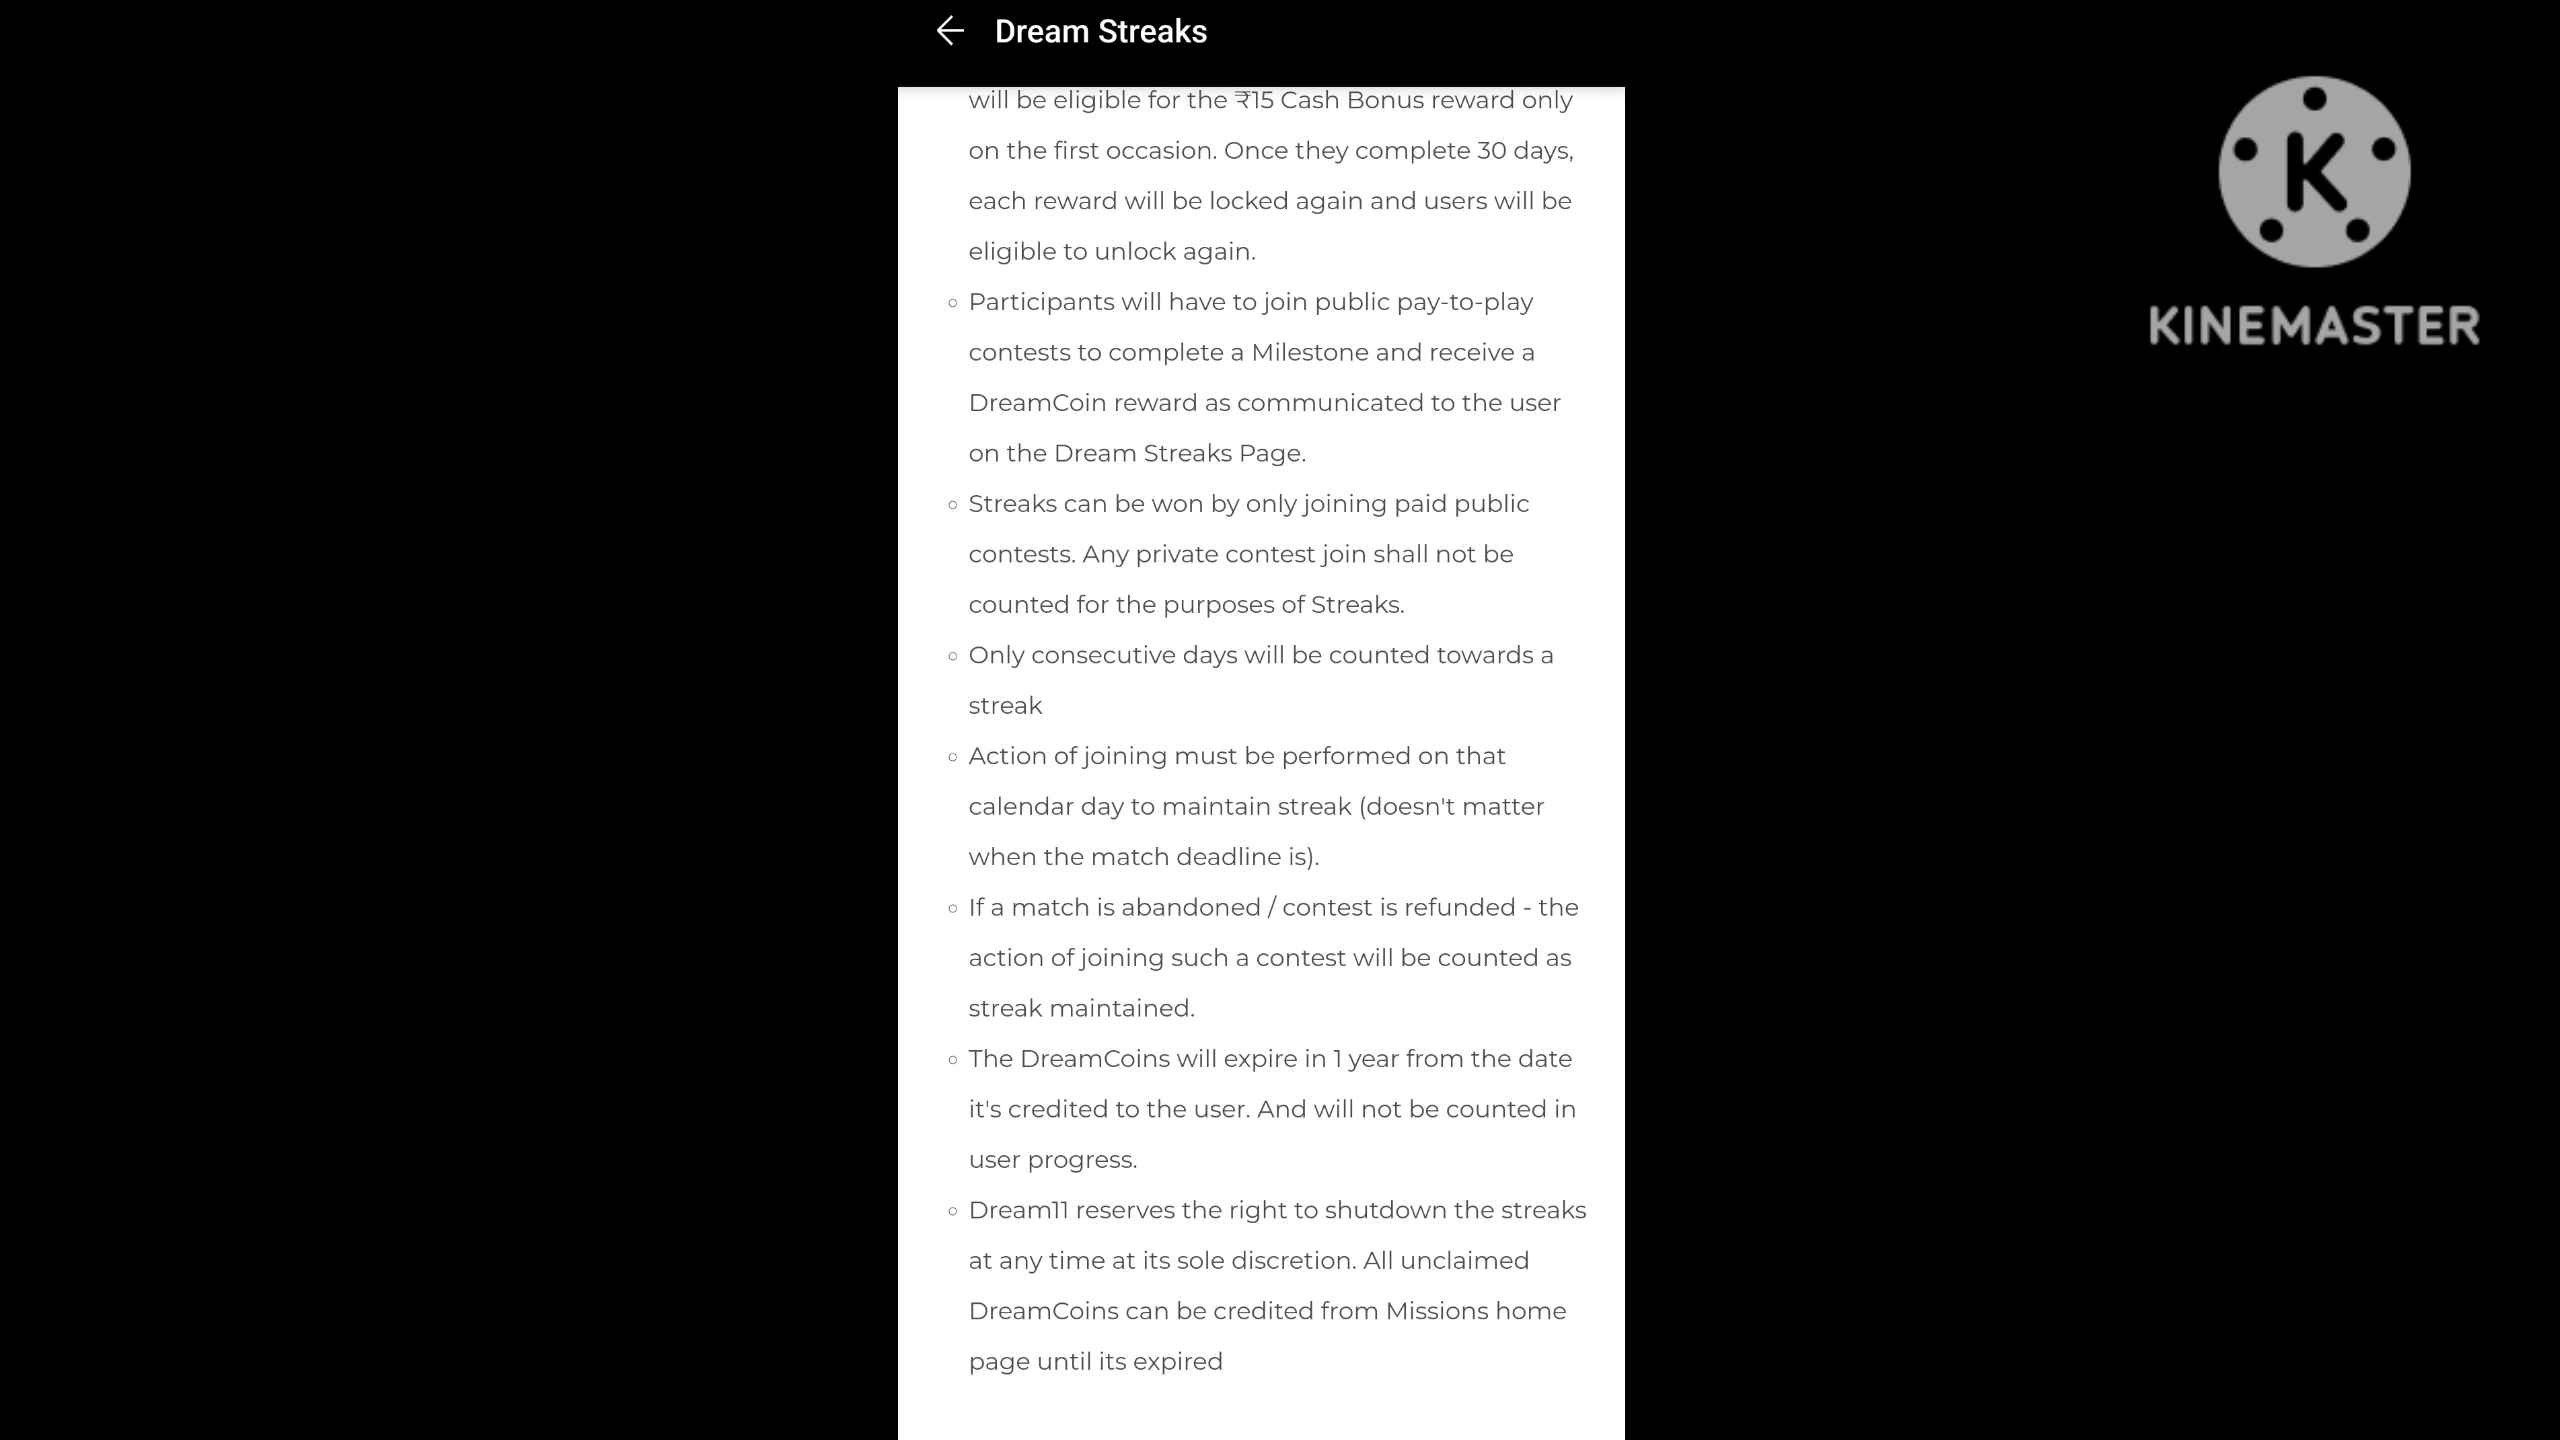 Dream Streaks
will be eligible for the ₹15 Cash Bonus reward only
on the first occasion. Once they complete 30 days,
each reward will be locked again and users will be
eligible to unlock again.
Participants will have to join public pay-to-play
contests to complete a Milestone and receive a
DreamCoin reward as communicated to the user
on the Dream Streaks Page.
Streaks can be won by only joining paid public
contests. Any private contest join shall not be
counted for the purposes of Streaks.
Only consecutive days will be counted towards a
streak
Action of joining must be performed on that
calendar day to maintain streak (doesn't matter
when the match deadline is).
If a match is abandoned / contest is refunded - the
action of joining such a contest will be counted as
streak maintained.
The DreamCoins will expire in 1 year from the date
it's credited to the user. And will not be counted in
user progress.
Dream11 reserves the right to shutdown the streaks
at any time at its sole discretion. All unclaimed
DreamCoins can be credited from Missions home
page until its expired
K
KINEMASTER